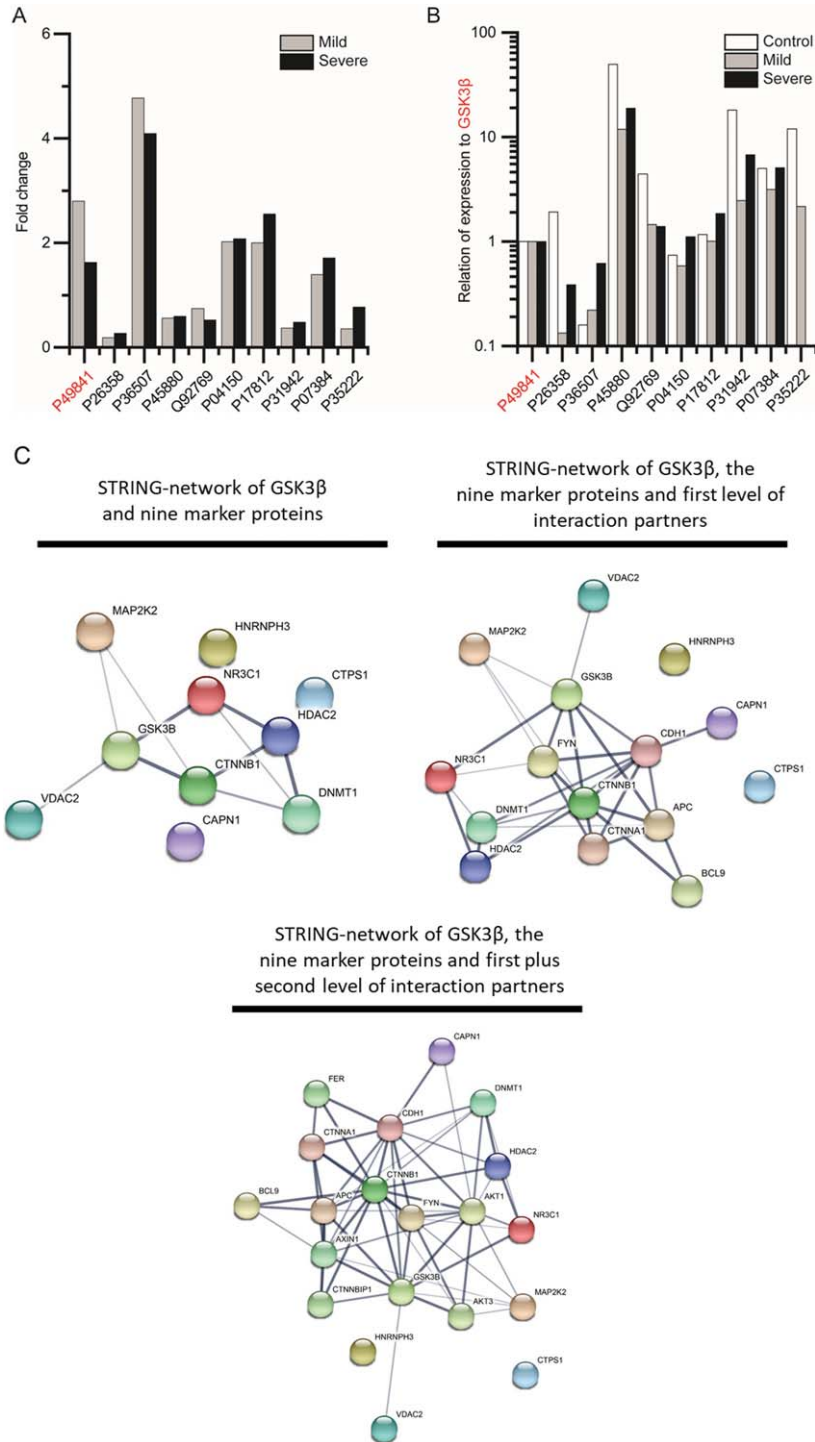 A
6
4
2
0
Fold change
Mild
Severe
P49841
P26358
P36507
P45880
Q92769
P04150
P17812
P31942
P07384
P35222
B
100
10
1
0.1
Relation of expression to GSK3β
Control
Mild
Severe
P49841
P26358
P36507
P45880
Q92769
P04150
P17812
P31942
P07384
P35222
C
STRING-network of GSK3β
and nine marker proteins
MAP2K2
HNRNPH3
NR3C1
CTPS1
HDAC2
GSK3B
CTNNB1
DNMT1
VDAC2
CAPN1
STRING-network of GSK3β, the
nine marker proteins and first level of
interaction partners
VDAC2
MAP2K2
HNRNPH3
GSK3B
CAPN1
CDH1
FYN
NR3C1
CTPS1
CTNNB1
DNMT1
APC
CTNNA1
HDAC2
BCL9
STRING-network of GSK3β, the
nine marker proteins and first plus
second level of interaction partners
CAPN1
FER
DNMT1
CDH1
CTNNA1
HDAC2
CTNNB1
BCL9
APC
FYN
AKT1
NR3C1
AXIN1
GSK3B
CTNNBIP1
MAP2K2
AKT3
HNRNPH3
CTPS1
VDAC2